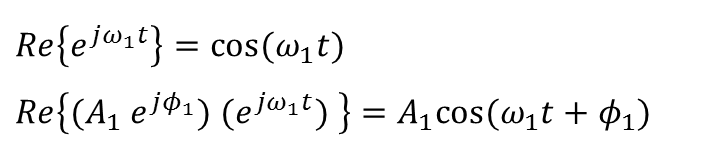 Re{e^{jω₁t}} = cos(ω₁t)
Re{(A₁ e^{jϕ₁}) (e^{jω₁t}) } = A₁cos(ω₁t + ϕ₁)